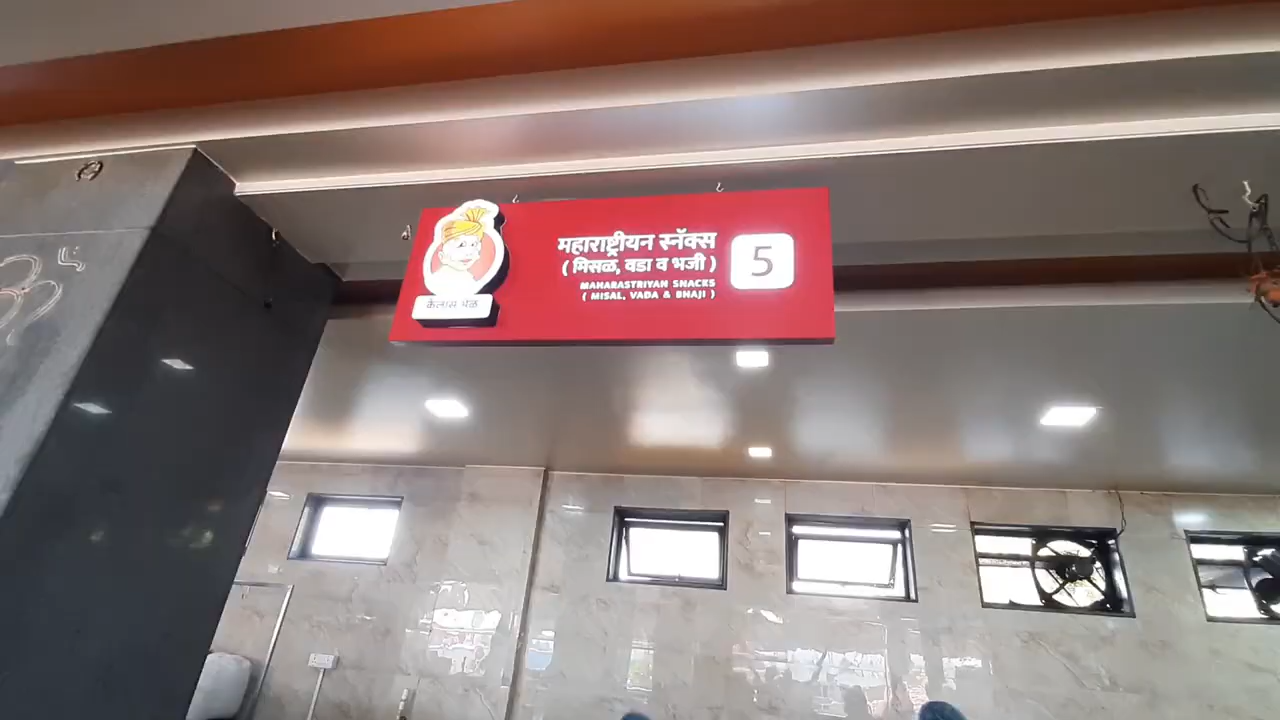 महाराष्ट्रीयन स्नॅक्स
( मिसळ, वडा व भजी )
MAHARASTRIYAN SNACKS
( MISAL, VADA & BHAJI )
5
कैलास भेळ